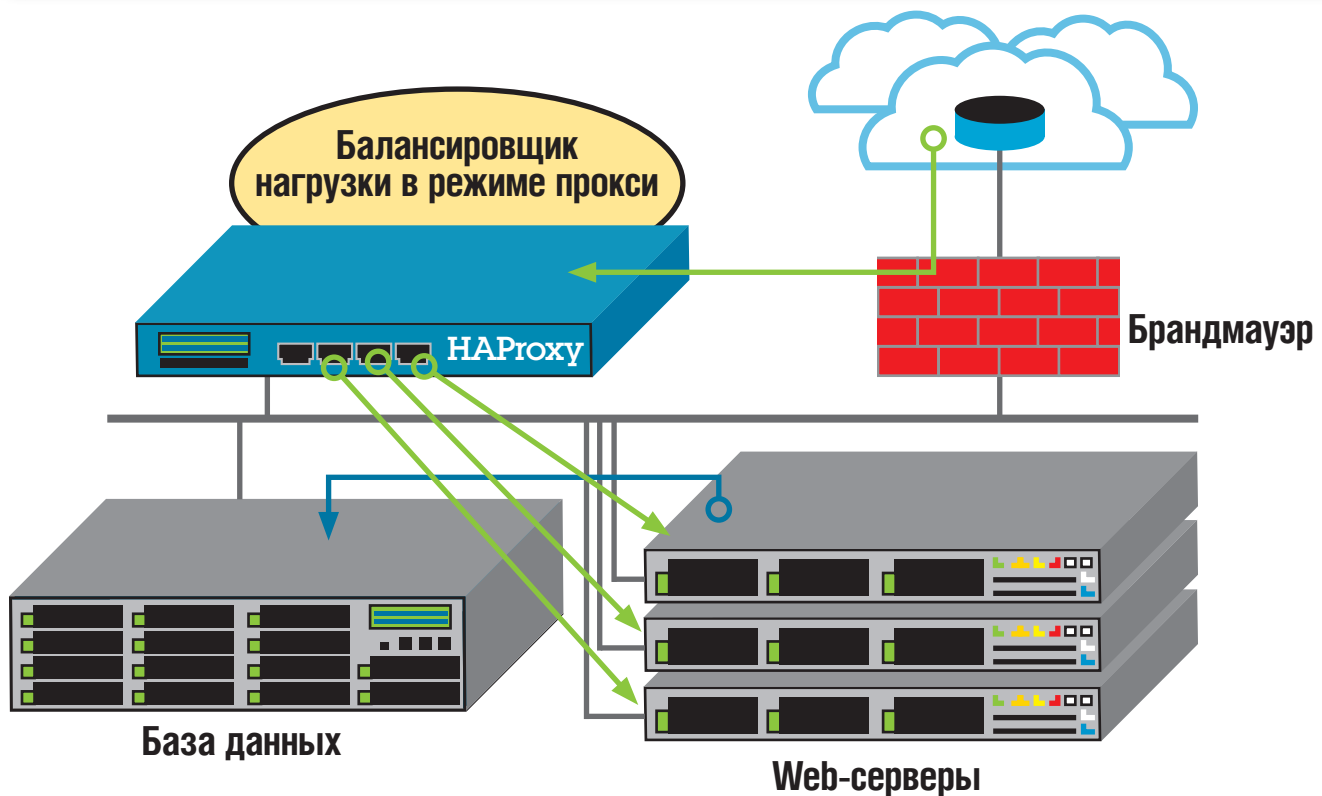 Балансировщик
нагрузки в режиме прокси
HAProxy
Брандмауэр
База данных
Web-серверы